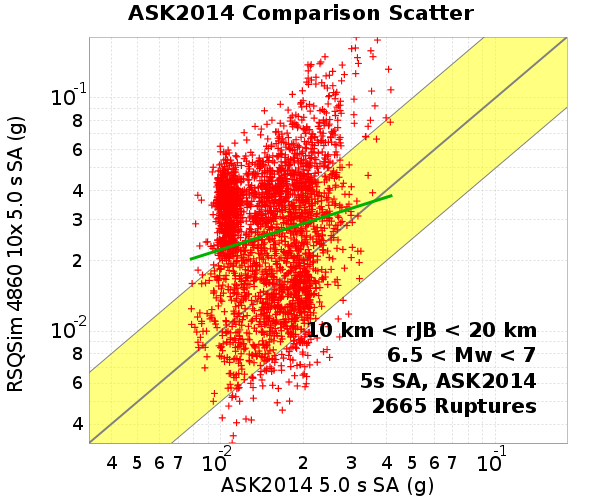 ASK2014 Comparison Scatter
RSQSim 4860 10x 5.0 s SA (g)
10-1
8
6
4
3
2
10-2
8
6
4
10 km < rJB < 20 km
6.5 < Mw < 7
5s SA, ASK2014
2665 Ruptures
4 5 6 7 10-2 2 3 4 5 6 7 10-1
ASK2014 5.0 s SA (g)